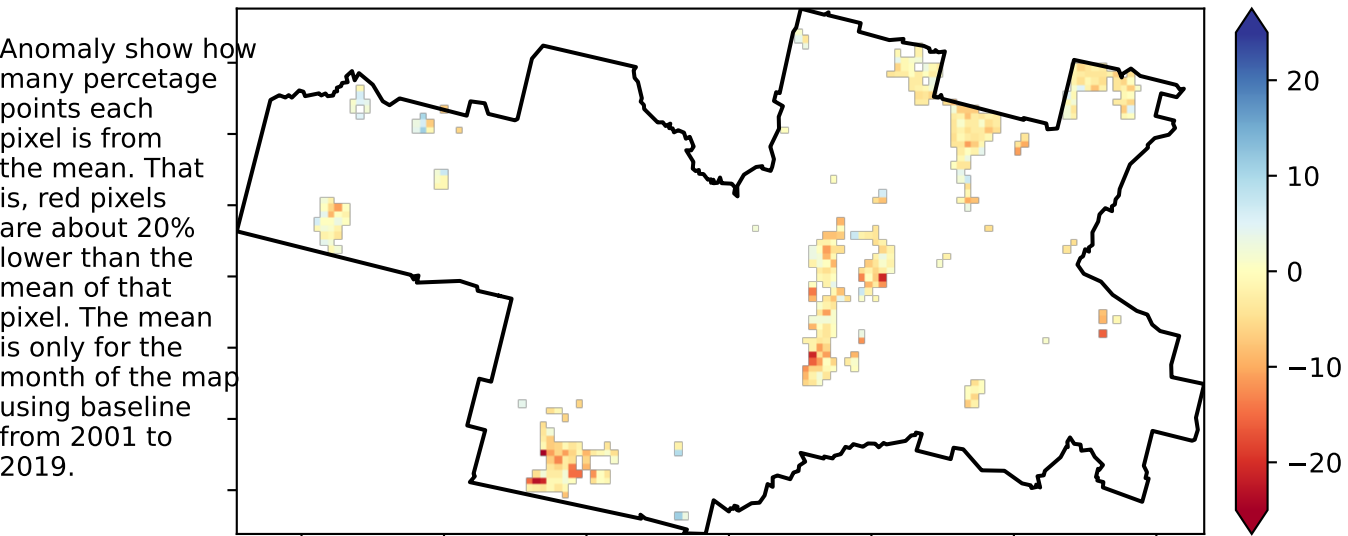 Anomaly show how
many percetage
points each
pixel is from
the mean. That
is, red pixels
are about 20%
lower than the
mean of that
pixel. The mean
is only for the
month of the map
using baseline
from 2001 to
2019.
20
10
0
−10
−20